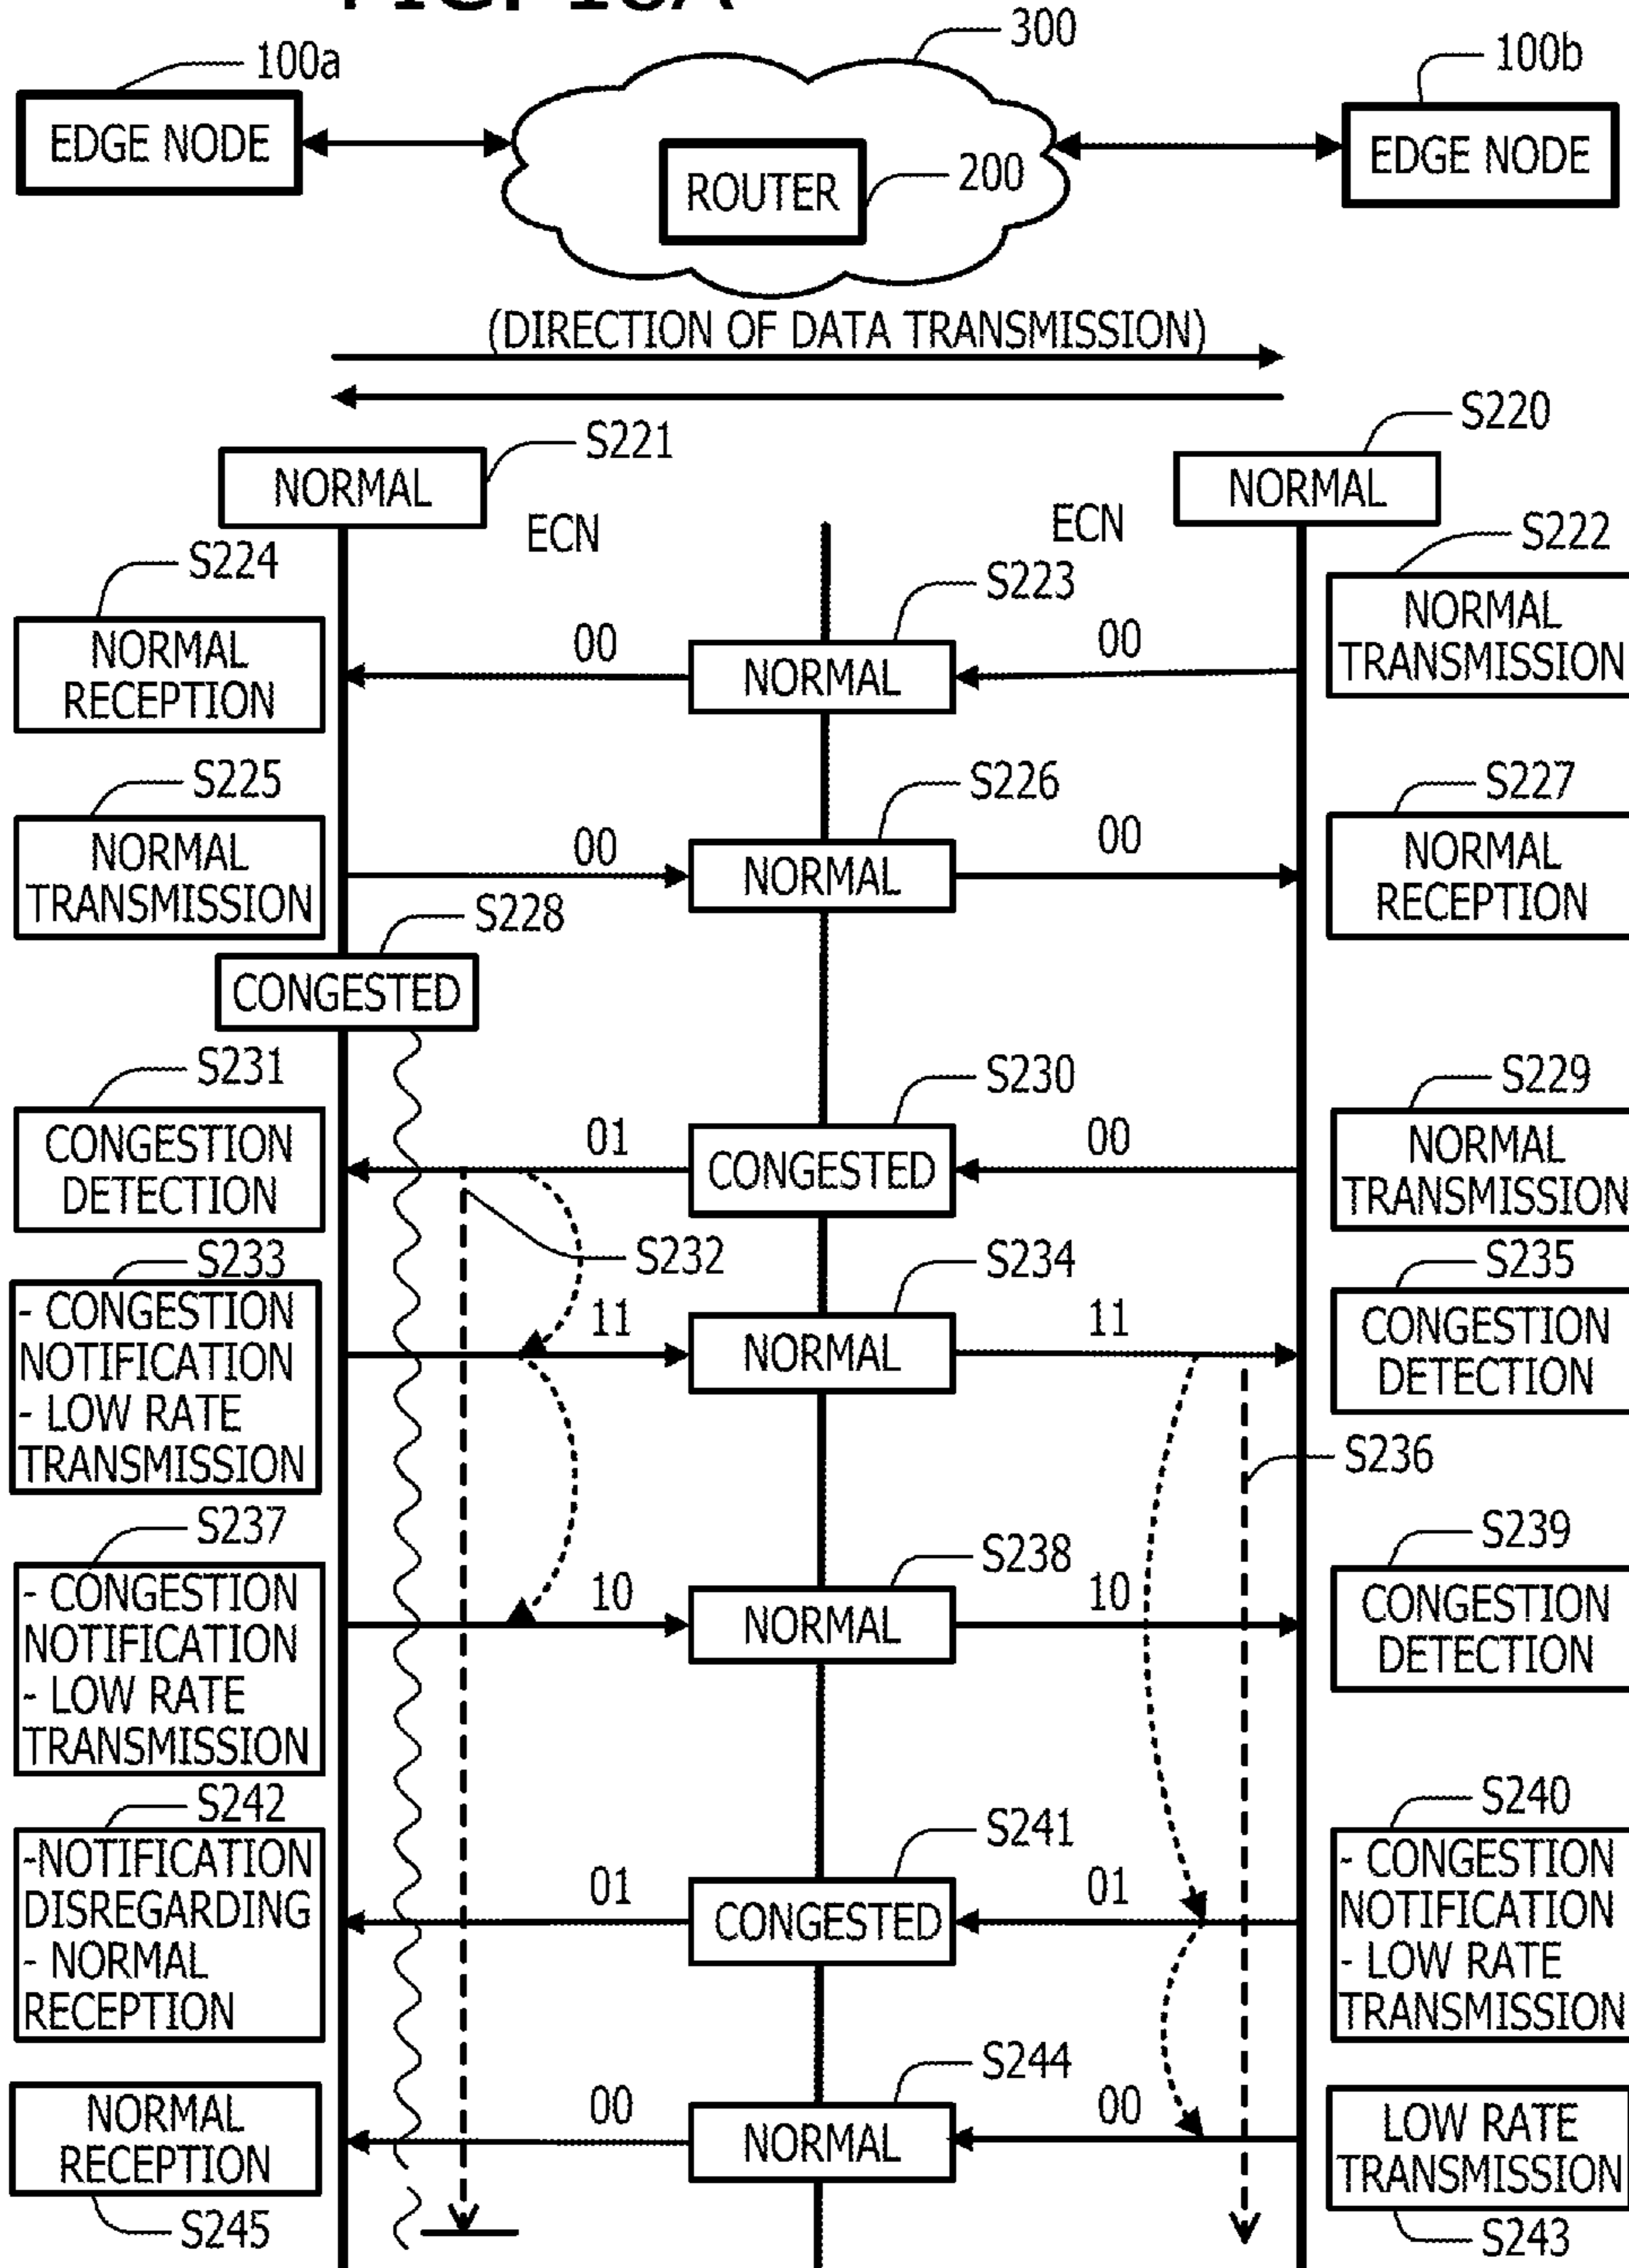 FIG. 18A
300
100a
100b
EDGE NODE
EDGE NODE
ROUTER
200
(DIRECTION OF DATA TRANSMISSION)
S221
S220
NORMAL
NORMAL
ECN
ECN
S224
S223
S222
NORMAL
RECEPTION
00
NORMAL
00
NORMAL
TRANSMISSION
S225
S226
S227
NORMAL
TRANSMISSION
00
NORMAL
00
NORMAL
RECEPTION
S228
CONGESTED
S231
S230
S229
CONGESTION
DETECTION
01
CONGESTED
00
NORMAL
TRANSMISSION
S233
S232
S234
S235
- CONGESTION
NOTIFICATION
- LOW RATE
TRANSMISSION
11
NORMAL
11
CONGESTION
DETECTION
S236
S237
S238
S239
- CONGESTION
NOTIFICATION
- LOW RATE
TRANSMISSION
10
NORMAL
10
CONGESTION
DETECTION
S242
S241
S240
-NOTIFICATION
DISREGARDING
- NORMAL
RECEPTION
01
CONGESTED
01
- CONGESTION
NOTIFICATION
- LOW RATE
TRANSMISSION
S244
NORMAL
RECEPTION
00
NORMAL
00
LOW RATE
TRANSMISSION
S245
S243